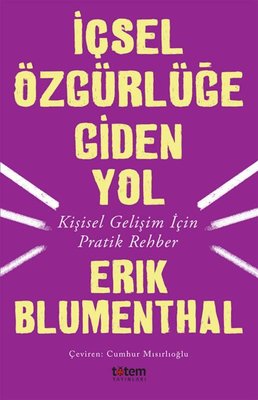 İÇSEL
ÖZGÜRLÜĞE
GİDEN
YOL
Kişisel Gelişim İçin
Pratik Rehber
ERIK
BLUMENTHAL
Çeviren: Cumhur Mısırlıoğlu
totem
YAYINLARI